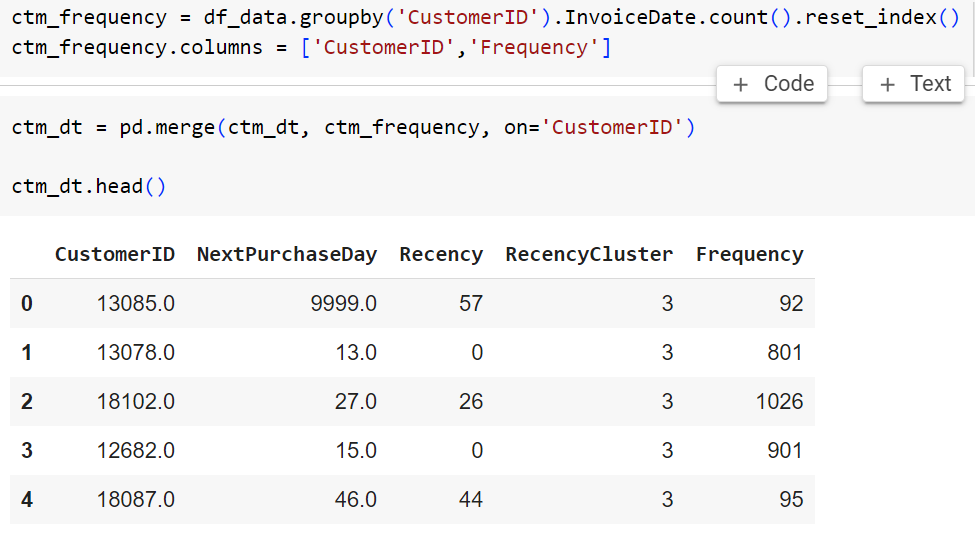 ctm_frequency = df_data.groupby('CustomerID').InvoiceDate.count().reset_index()
ctm_frequency.columns = ['CustomerID','Frequency']
+ Code + Text
ctm_dt = pd.merge(ctm_dt, ctm_frequency, on='CustomerID')
ctm_dt.head()
CustomerID NextPurchaseDay Recency RecencyCluster Frequency
0 13085.0 9999.0 57 3 92
1 13078.0 13.0 0 3 801
2 18102.0 27.0 26 3 1026
3 12682.0 15.0 0 3 901
4 18087.0 46.0 44 3 95